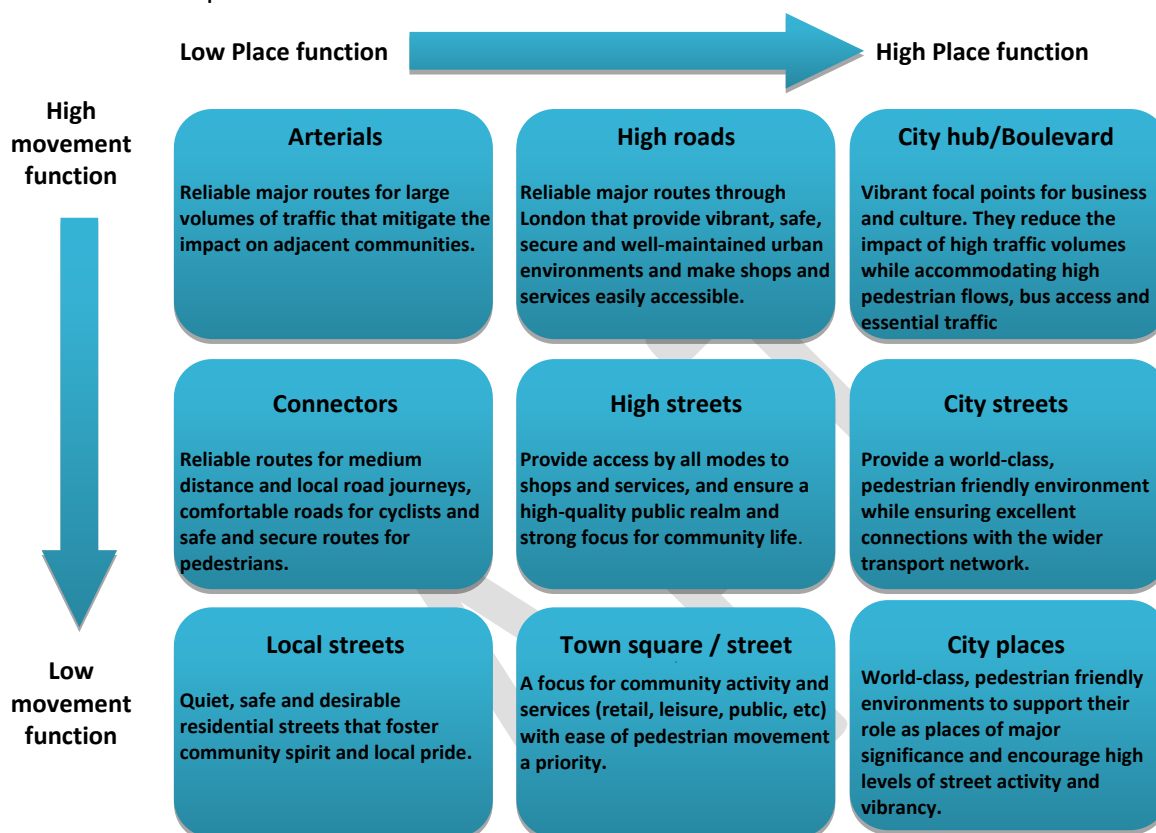 Low Place function
High Place function
High
movement
function
Arterials
Reliable major routes for large
volumes of traffic that mitigate the
impact on adjacent communities.
High roads
Reliable major routes through
London that provide vibrant, safe,
secure and well-maintained urban
environments and make shops and
services easily accessible.
City hub/Boulevard
Vibrant focal points for business
and culture. They reduce the
impact of high traffic volumes
while accommodating high
pedestrian flows, bus access and
essential traffic
Connectors
Reliable routes for medium
distance and local road journeys,
comfortable roads for cyclists and
safe and secure routes for
pedestrians.
High streets
Provide access by all modes to
shops and services, and ensure a
high-quality public realm and
strong focus for community life.
City streets
Provide a world-class,
pedestrian friendly environment
while ensuring excellent
connections with the wider
transport network.
Low
movement
function
Local streets
Quiet, safe and desirable
residential streets that foster
community spirit and local pride.
Town square / street
A focus for community activity and
services (retail, leisure, public, etc)
with ease of pedestrian movement
a priority.
City places
World-class, pedestrian friendly
environments to support their
role as places of major
significance and encourage high
levels of street activity and
vibrancy.